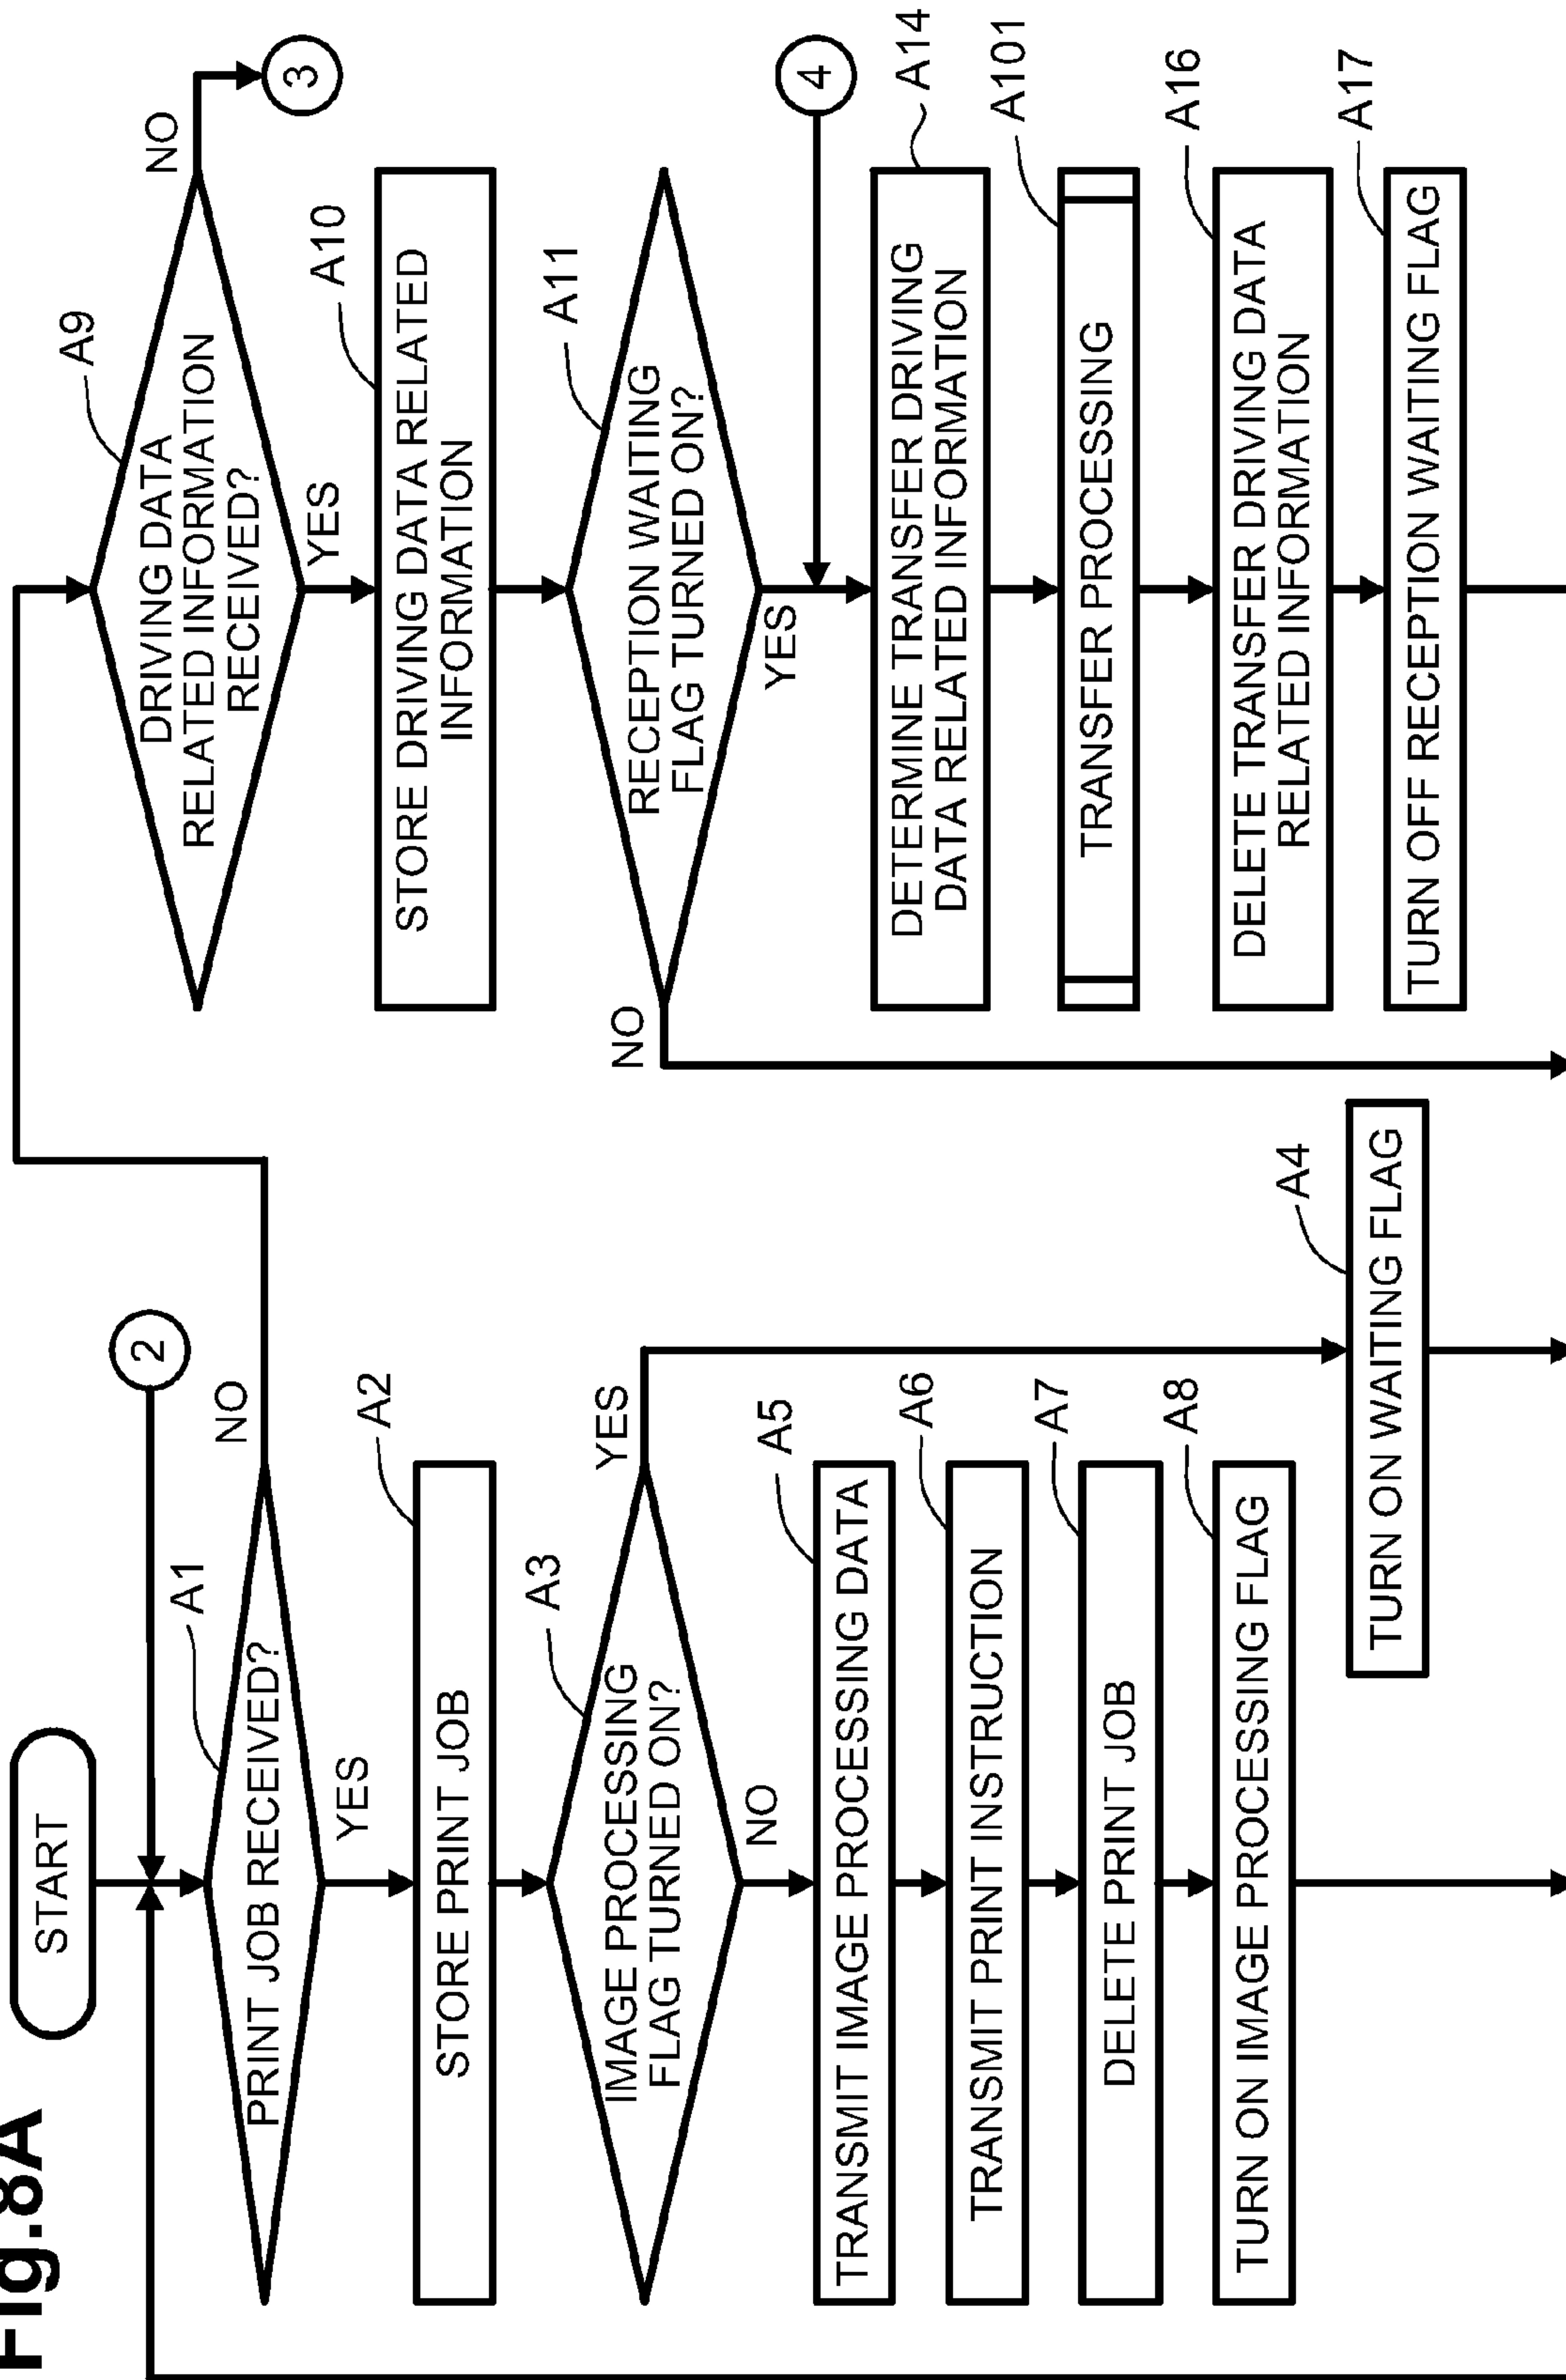 Fig.8A
START
2
A1
PRINT JOB RECEIVED?
NO
YES
A2
STORE PRINT JOB
A3
IMAGE PROCESSING
FLAG TURNED ON?
YES
NO
A5
TRANSMIT IMAGE PROCESSING DATA
A6
TRANSMIT PRINT INSTRUCTION
A7
DELETE PRINT JOB
A8
TURN ON IMAGE PROCESSING FLAG
A4
TURN ON WAITING FLAG
A9
DRIVING DATA
RELATED INFORMATION
RECEIVED?
NO
3
YES
A10
STORE DRIVING DATA RELATED
INFORMATION
A11
RECEPTION WAITING
FLAG TURNED ON?
NO
YES
4
A14
DETERMINE TRANSFER DRIVING
DATA RELATED INFORMATION
A101
TRANSFER PROCESSING
A16
DELETE TRANSFER DRIVING DATA
RELATED INFORMATION
A17
TURN OFF RECEPTION WAITING FLAG